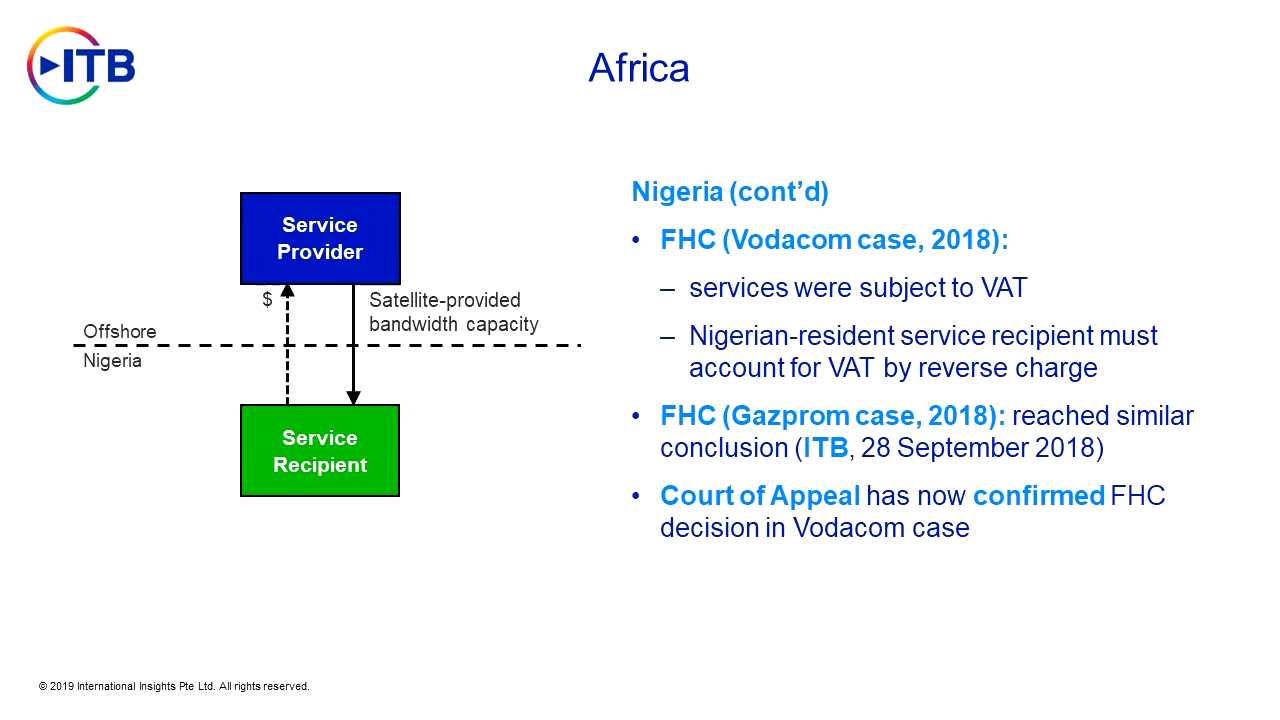 ITB
Africa
Service
Provider
$
Satellite-provided
bandwidth capacity
Offshore
Nigeria
Service
Recipient
Nigeria (cont’d)
• FHC (Vodacom case, 2018):
– services were subject to VAT
– Nigerian-resident service recipient must
account for VAT by reverse charge
• FHC (Gazprom case, 2018): reached similar
conclusion (ITB, 28 September 2018)
• Court of Appeal has now confirmed FHC
decision in Vodacom case
© 2019 International Insights Pte Ltd. All rights reserved.